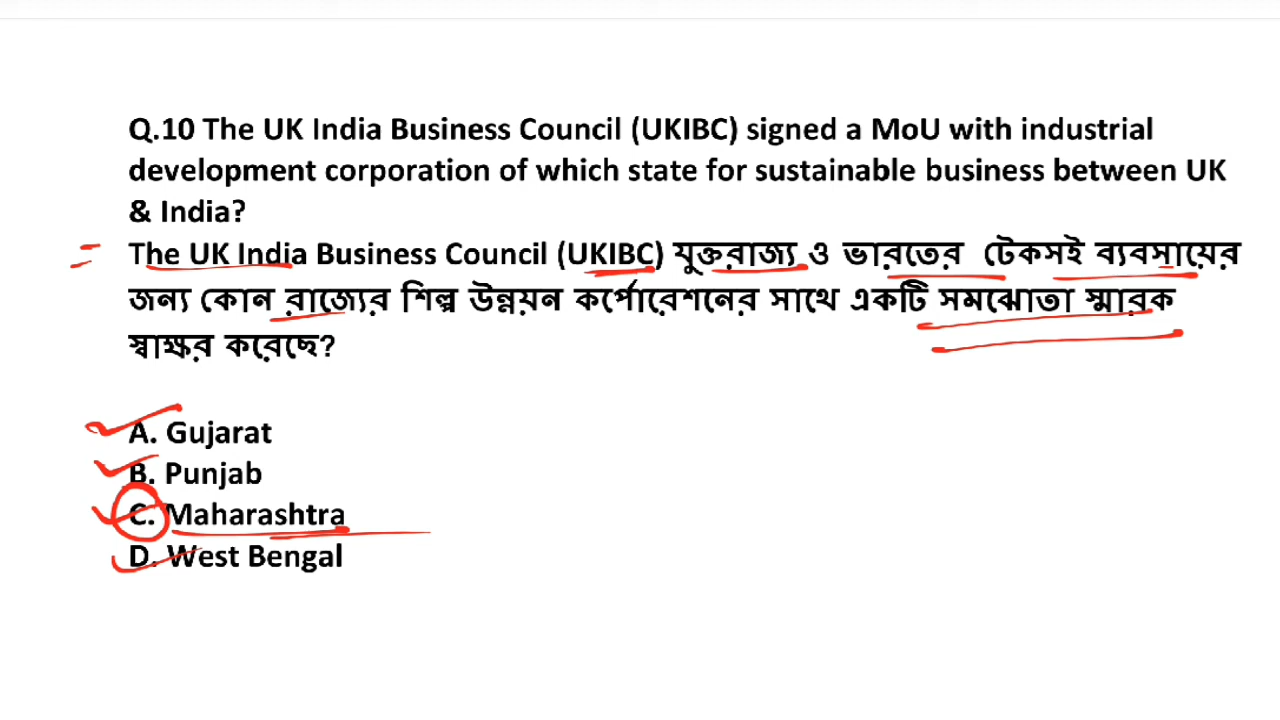 Q.10 The UK India Business Council (UKIBC) signed a MoU with industrial
development corporation of which state for sustainable business between UK
& India?
The UK India Business Council (UKIBC) যুক্তরাজ্য ও ভারতের টেকসই ব্যবসায়ের
জন্য কোন রাজ্যের শিল্প উন্নয়ন কর্পোরেশনের সাথে একটি সমঝোতা স্মারক
স্বাক্ষর করেছে?
A. Gujarat
B. Punjab
C. Maharashtra
D. West Bengal